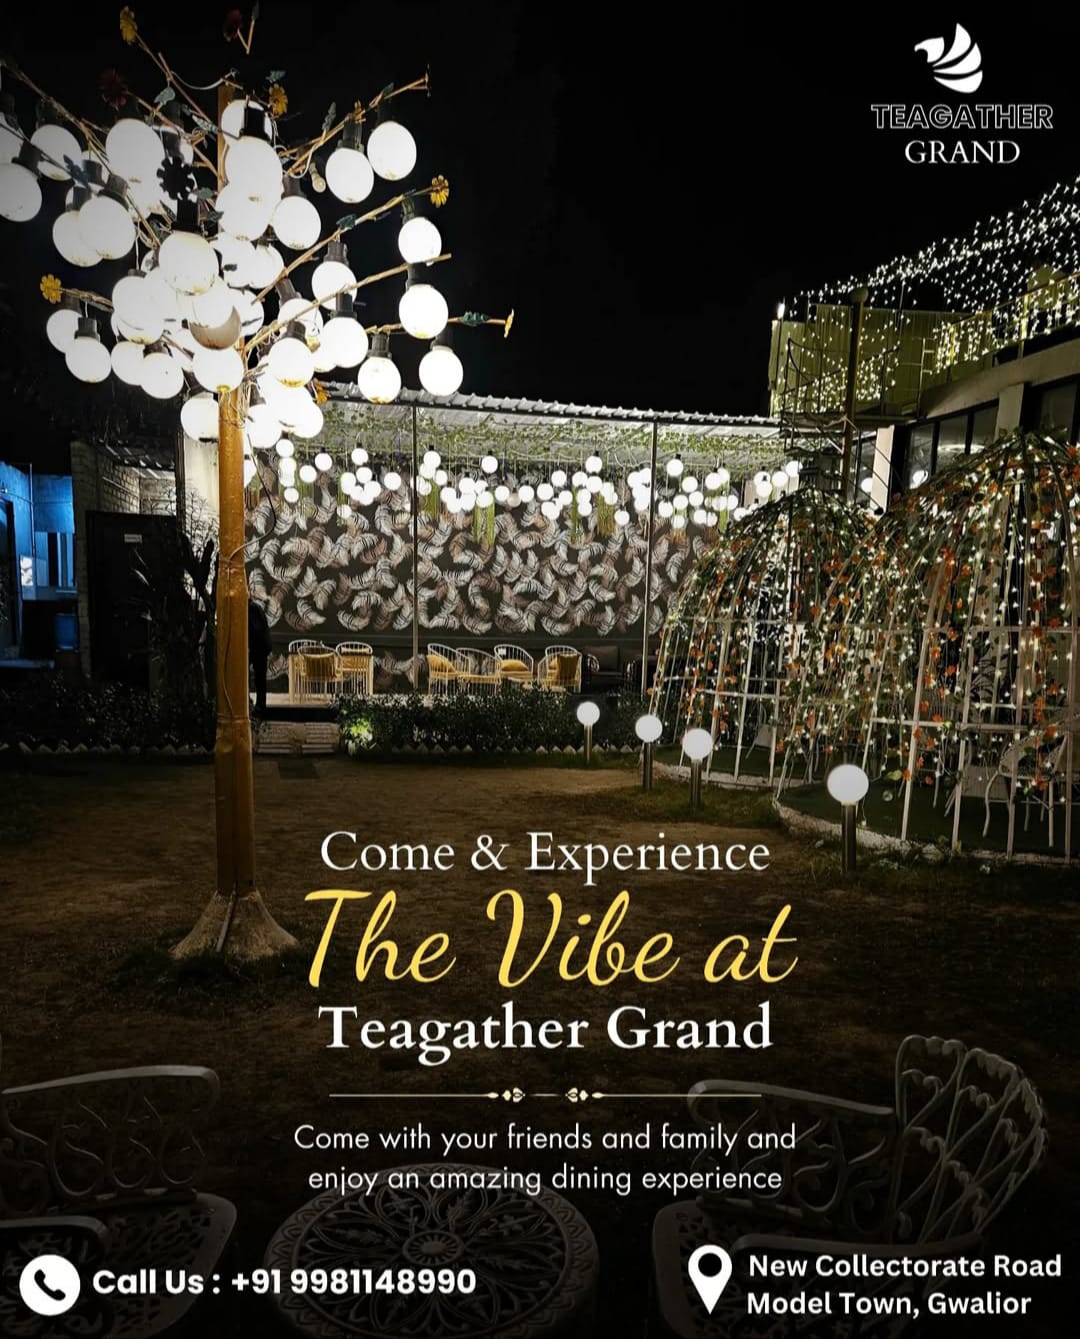 TEAGATHER
GRAND
Come & Experience
The Vibe at
Teagather Grand
Come with your friends and family and
enjoy an amazing dining experience
Call Us : +91 9981148990
New Collectorate Road
Model Town, Gwalior